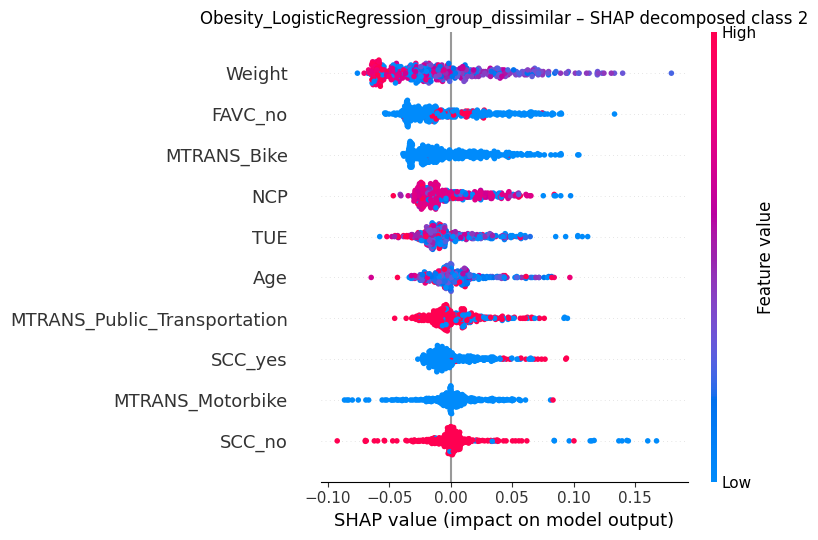 Obesity_LogisticRegression_group_dissimilar – SHAP decomposed class 2
High
Weight
FAVC_no
MTRANS_Bike
NCP
TUE
Age
MTRANS_Public_Transportation
SCC_yes
MTRANS_Motorbike
SCC_no
Feature value
Low
−0.10 −0.05 0.00 0.05 0.10 0.15
SHAP value (impact on model output)